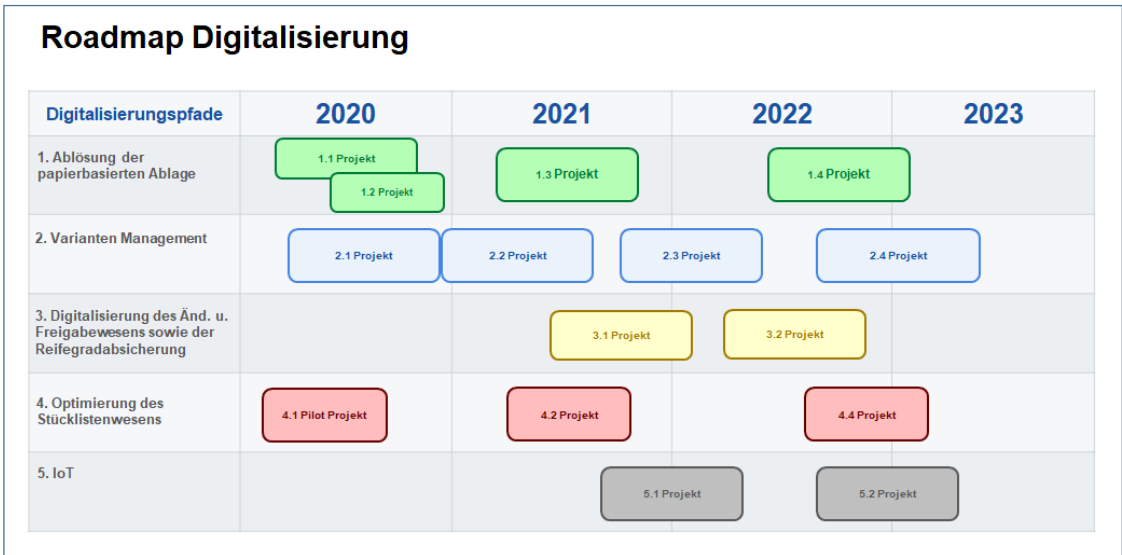 Roadmap Digitalisierung
Digitalisierungspfade
2020
2021
2022
2023
1. Ablösung der
papierbasierten Ablage
1.1 Projekt
1.2 Projekt
1.3 Projekt
1.4 Projekt
2. Varianten Management
2.1 Projekt
2.2 Projekt
2.3 Projekt
2.4 Projekt
3. Digitalisierung des Änd. u.
Freigabewesens sowie der
Reifegradabsicherung
3.1 Projekt
3.2 Projekt
4. Optimierung des
Stücklistenwesens
4.1 Pilot Projekt
4.2 Projekt
4.4 Projekt
5. IoT
5.1 Projekt
5.2 Projekt